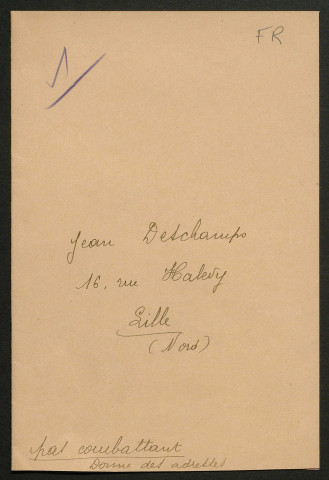 FR
Jean Deschamps
16, rue Halévy
Lille
(Nord)
pas combattant
Donne des adresses